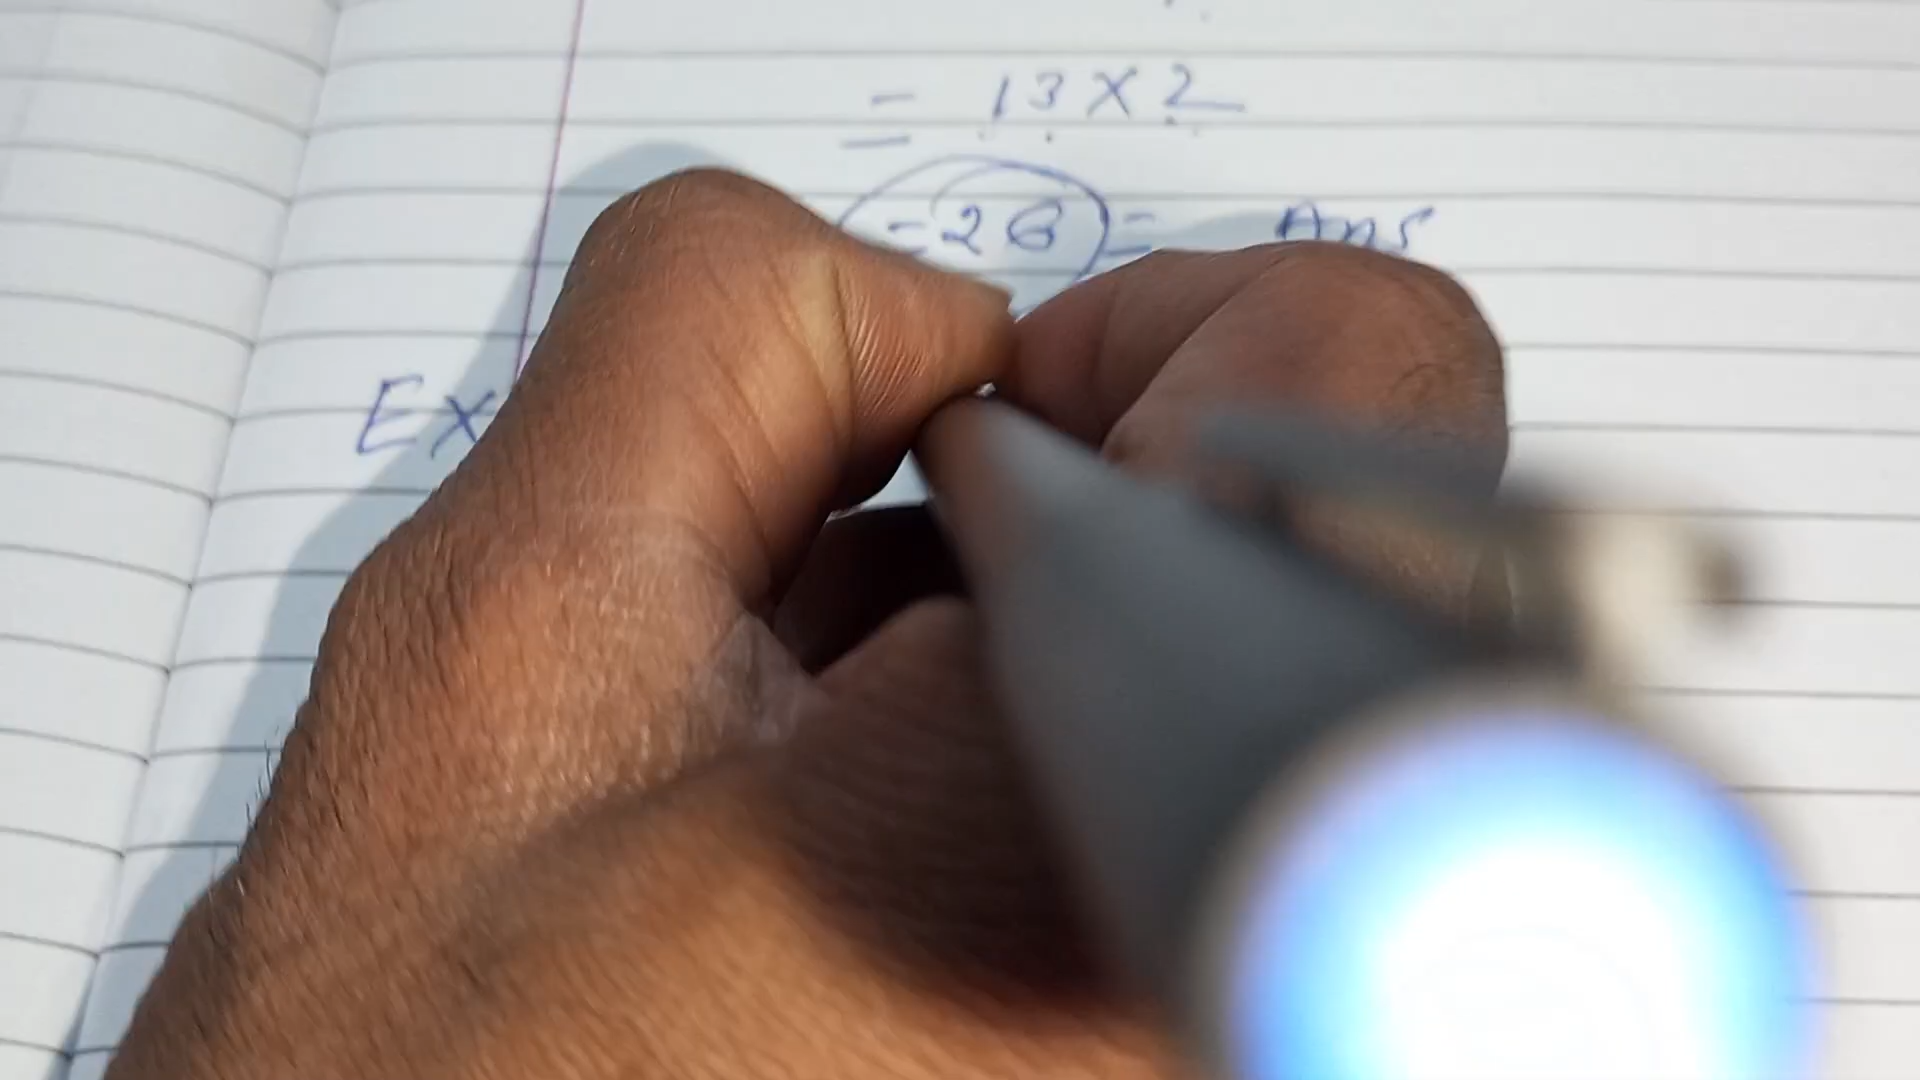 = 13 × 2
= 26 = Ans
Ex